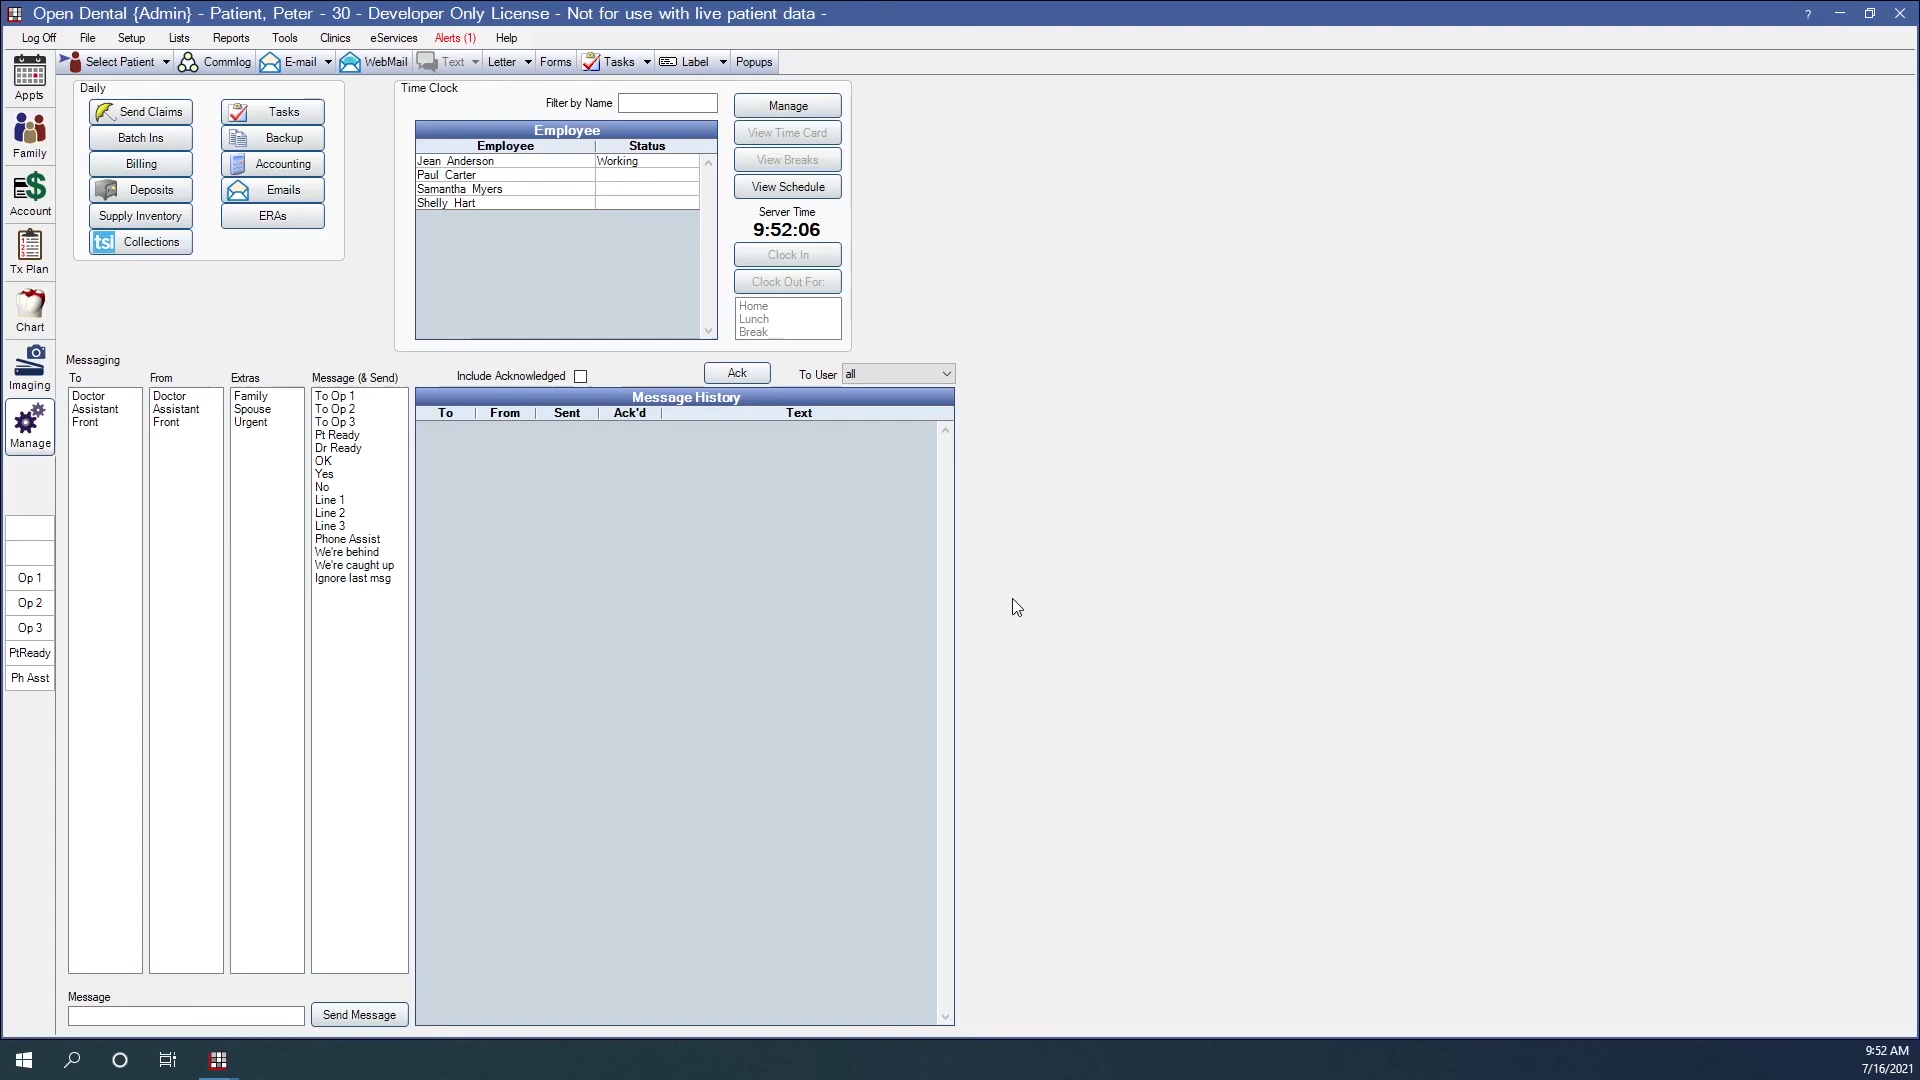 Open Dental {Admin} - Patient, Peter - 30 - Developer Only License - Not for use with live patient data -
?
Log Off File Setup Lists Reports Tools Clinics eServices Alerts (1) Help
Select Patient Commlog E-mail WebMail Text Letter Forms Tasks Label Popups
Appts
Family
Account
Tx Plan
Chart
Imaging
Manage
Op 1
Op 2
Op 3
PtReady
Ph Asst
Daily
Send Claims
Batch Ins
Billing
Deposits
Supply Inventory
tsi Collections
Tasks
Backup
Accounting
Emails
ERAs
Time Clock
Filter by Name
Employee
Employee Status
Jean Anderson Working
Paul Carter
Samantha Myers
Shelly Hart
Manage
View Time Card
View Breaks
View Schedule
Server Time
9:52:06
Clock In
Clock Out For:
Home
Lunch
Break
Messaging
To
Doctor
Assistant
Front
From
Doctor
Assistant
Front
Extras
Family
Spouse
Urgent
Message (& Send)
To Op 1
To Op 2
To Op 3
Pt Ready
Dr Ready
OK
Yes
No
Line 1
Line 2
Line 3
Phone Assist
We're behind
We're caught up
Ignore last msg
Include Acknowledged
Ack
To User all
Message History
To From Sent Ack'd Text
Message
Send Message
9:52 AM
7/16/2021